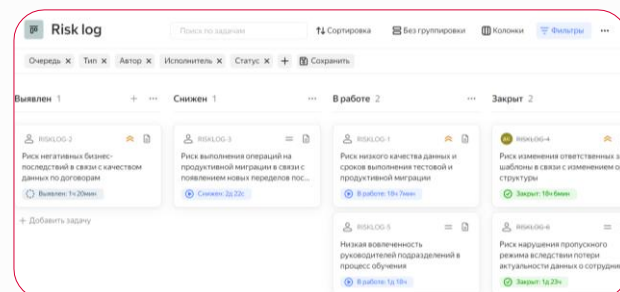 Risk log
Поиск по задачам
Сортировка
Без группировки
Колонки
Фильтры
Очередь ×
Тип ×
Автор ×
Исполнитель ×
Статус ×
+
Сохранить
Выявлен 1
RISKLOG-2
Риск негативных бизнес-
последствий в связи с качеством
данных по договорам
Выявлен: 1ч 20мин
+ Добавить задачу
Снижен 1
RISKLOG-3
Риск выполнения операций на
продуктивной миграции в связи с
появлением новых переделов пос...
Снижен: 2д 22с
В работе 2
RISKLOG-1
Риск низкого качества данных и
сроков выполнения тестовой и
продуктивной миграции
В работе: 18ч 7мин
RISKLOG-5
Низкая вовлеченность
руководителей подразделений в
процесс обучения
В работе: 1д 18ч
Закрыт 2
RISKLOG-4
Риск изменения ответственных з
шаблоны в связи с изменением о
структуры
Закрыт: 18ч 6мин
RISKLOG-6
Риск нарушения пропускного
режима вследствие потери
актуальности данных о сотрудни
Закрыт: 1д 23ч